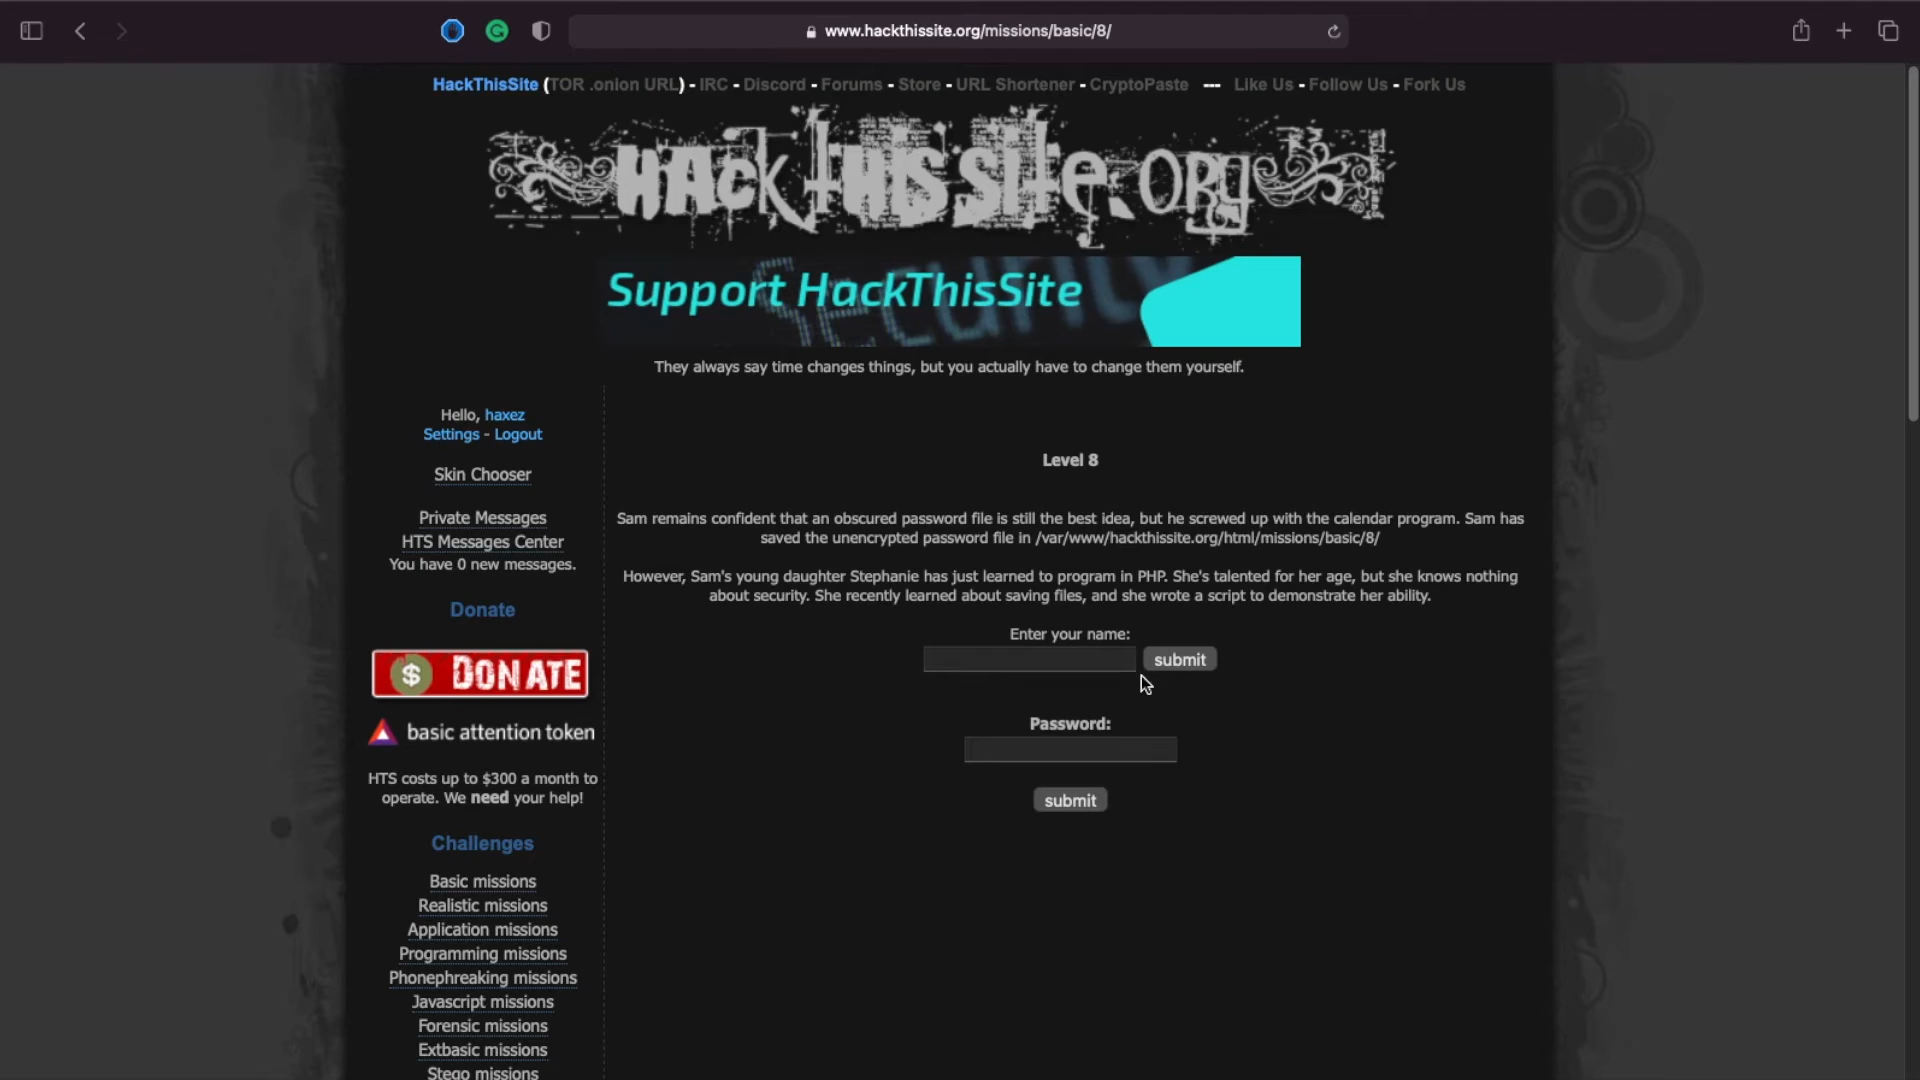 www.hackthissite.org/missions/basic/8/
HackThisSite (TOR .onion URL) - IRC - Discord - Forums - Store - URL Shortener - CryptoPaste --- Like Us - Follow Us - Fork Us
HackThisSite.org
Support HackThisSite
They always say time changes things, but you actually have to change them yourself.
Hello, haxez
Settings - Logout
Skin Chooser
Private Messages
HTS Messages Center
You have 0 new messages.
Donate
$ DONATE
basic attention token
HTS costs up to $300 a month to
operate. We need your help!
Challenges
Basic missions
Realistic missions
Application missions
Programming missions
Phonephreaking missions
Javascript missions
Forensic missions
Extbasic missions
Stego missions
Level 8
Sam remains confident that an obscured password file is still the best idea, but he screwed up with the calendar program. Sam has
saved the unencrypted password file in /var/www/hackthissite.org/html/missions/basic/8/
However, Sam's young daughter Stephanie has just learned to program in PHP. She's talented for her age, but she knows nothing
about security. She recently learned about saving files, and she wrote a script to demonstrate her ability.
Enter your name:
submit
Password:
submit